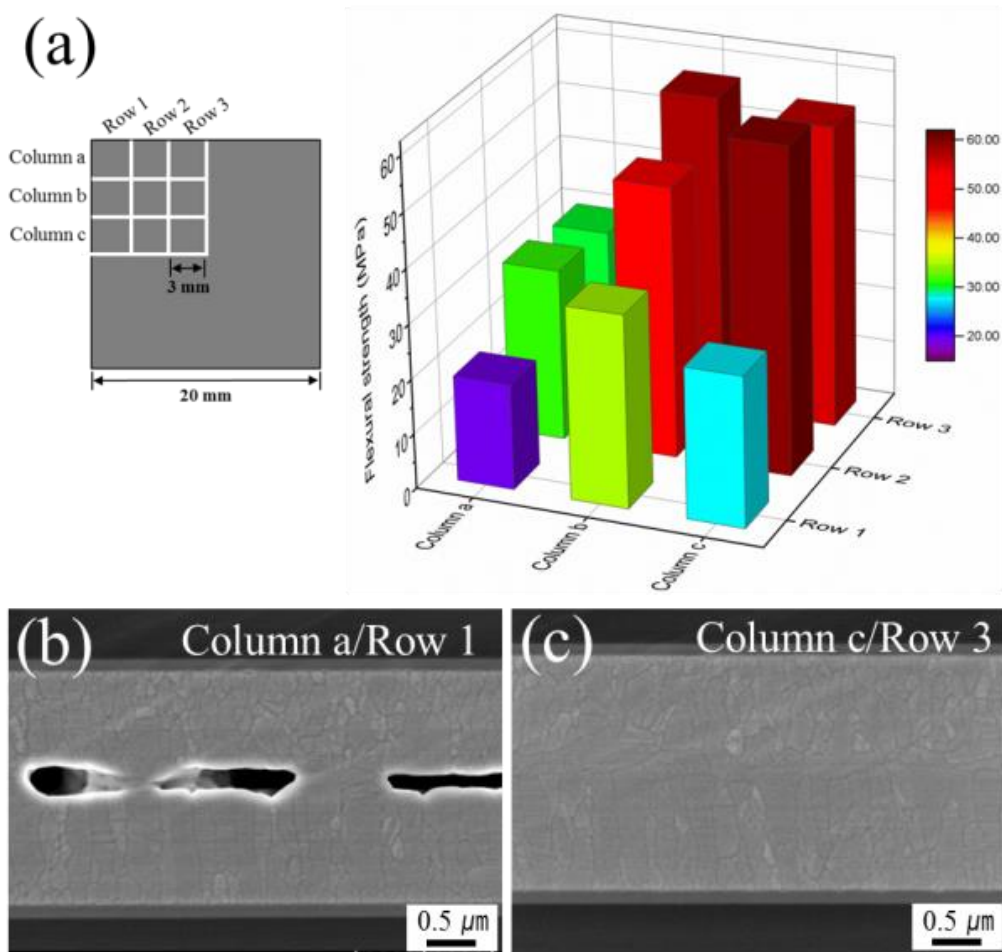 (a)
Row 1
Row 2
Row 3
Column a
Column b
Column c
3 mm
20 mm
Flexural strength (MPa)
60
50
40
30
20
10
0
Column a
Column b
Column c
Row 1
Row 2
Row 3
60.00
50.00
40.00
30.00
20.00
(b)
Column a/Row 1
0.5 μm
(c)
Column c/Row 3
0.5 μm